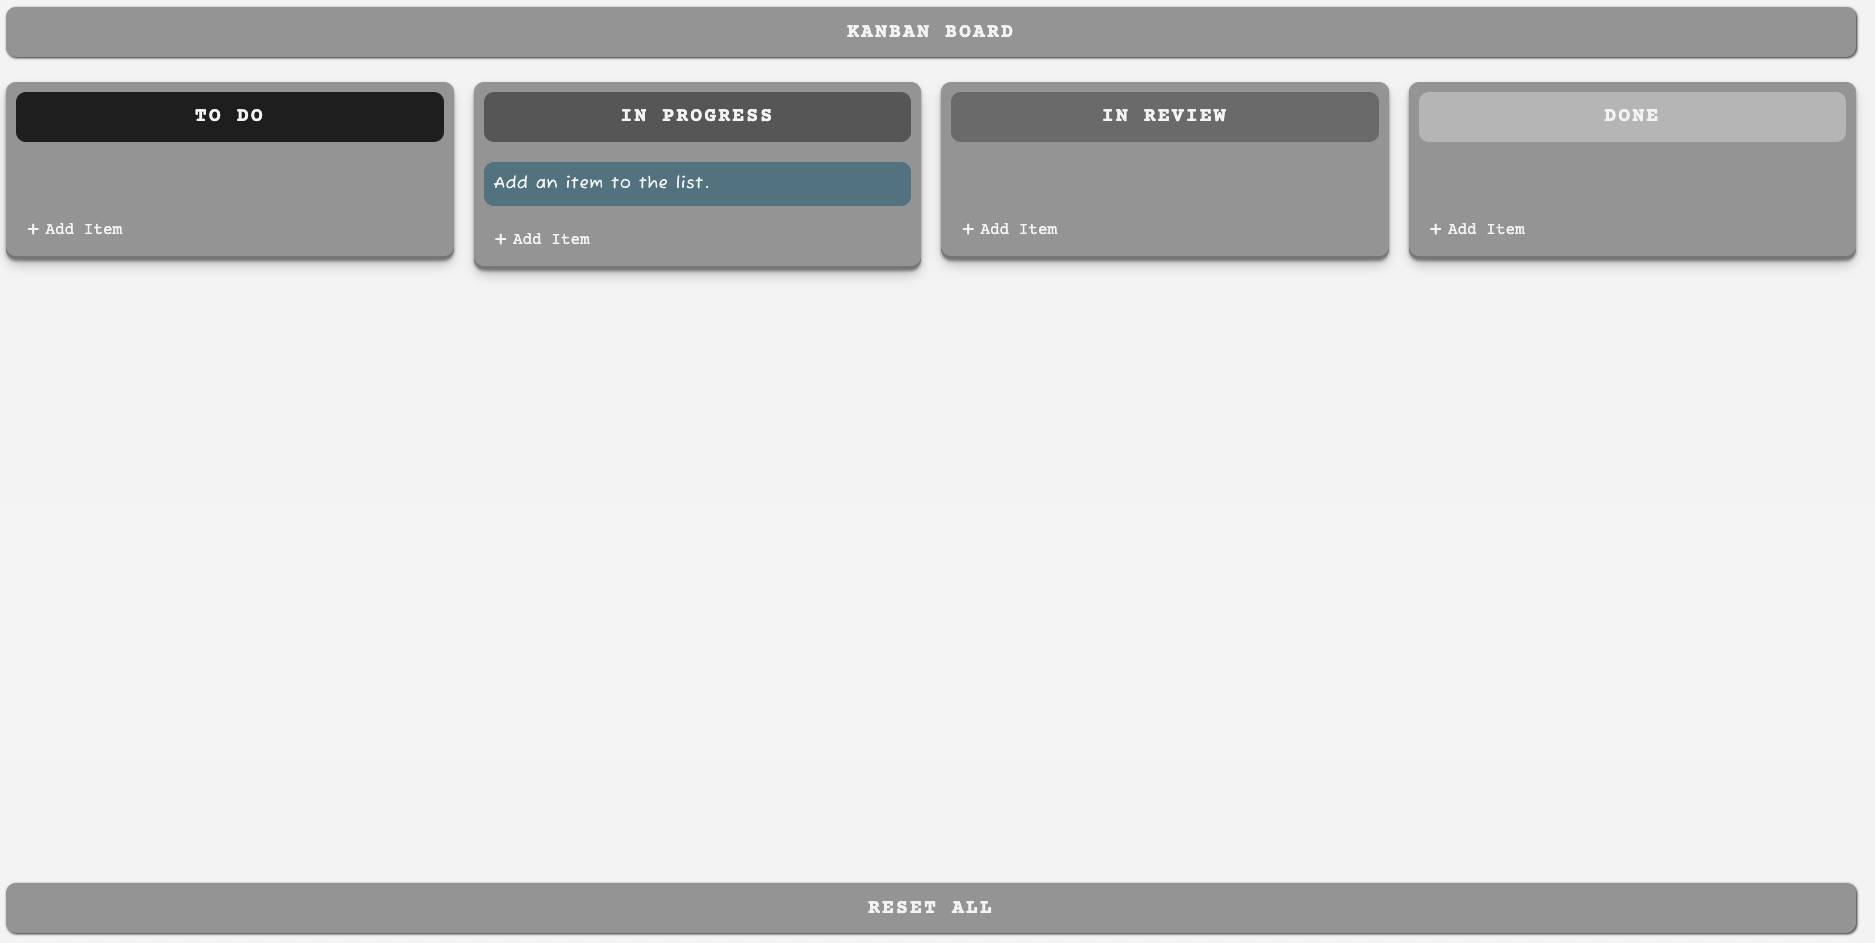 KANBAN BOARD
TO DO
+ Add Item
IN PROGRESS
Add an item to the list.
+ Add Item
IN REVIEW
+ Add Item
DONE
+ Add Item
RESET ALL